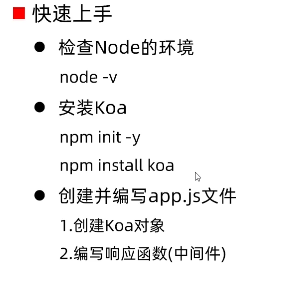 快速上手
检查Node的环境
node -v
安装Koa
npm init -y
npm install koa
创建并编写app.js文件
1.创建Koa对象
2.编写响应函数(中间件)